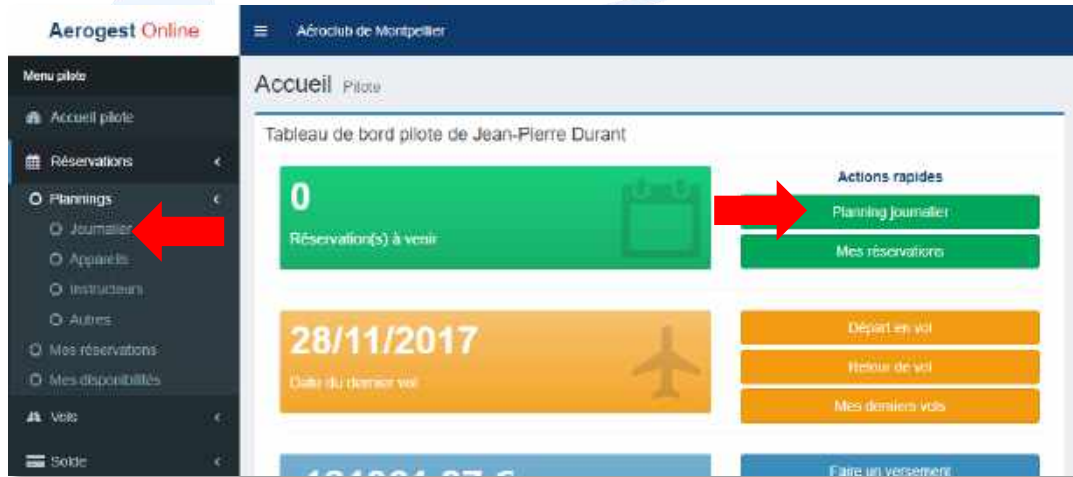 Aerogest Online
Aéroclub de Montpellier
Menu pilote
Accueil pilote
Réservations
Plannings
Journalier
Appareils
Instructeurs
Autres
Mes réservations
Mes disponibilités
Vols
Solde
Accueil Pilote
Tableau de bord pilote de Jean-Pierre Durant
0
Réservation(s) à venir
Actions rapides
Planning journalier
Mes réservations
28/11/2017
Date du dernier vol
Départ en vol
Retour de vol
Mes derniers vols
Faire un versement